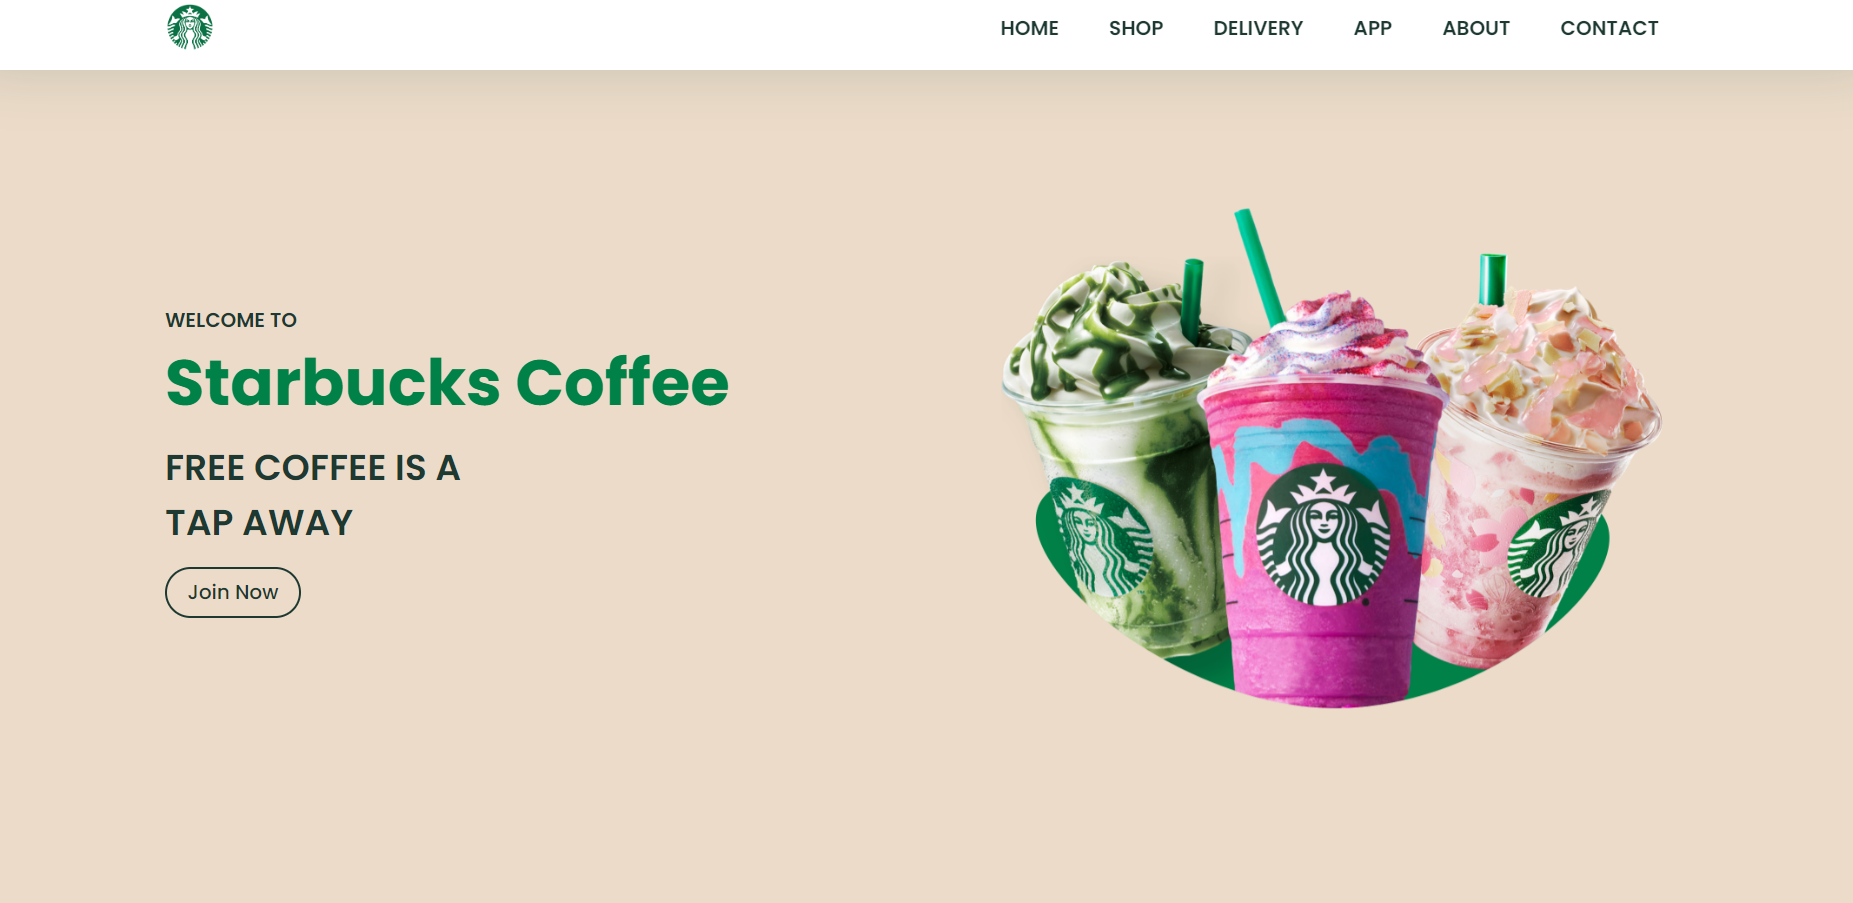 HOME SHOP DELIVERY APP ABOUT CONTACT
WELCOME TO
Starbucks Coffee
FREE COFFEE IS A
TAP AWAY
Join Now